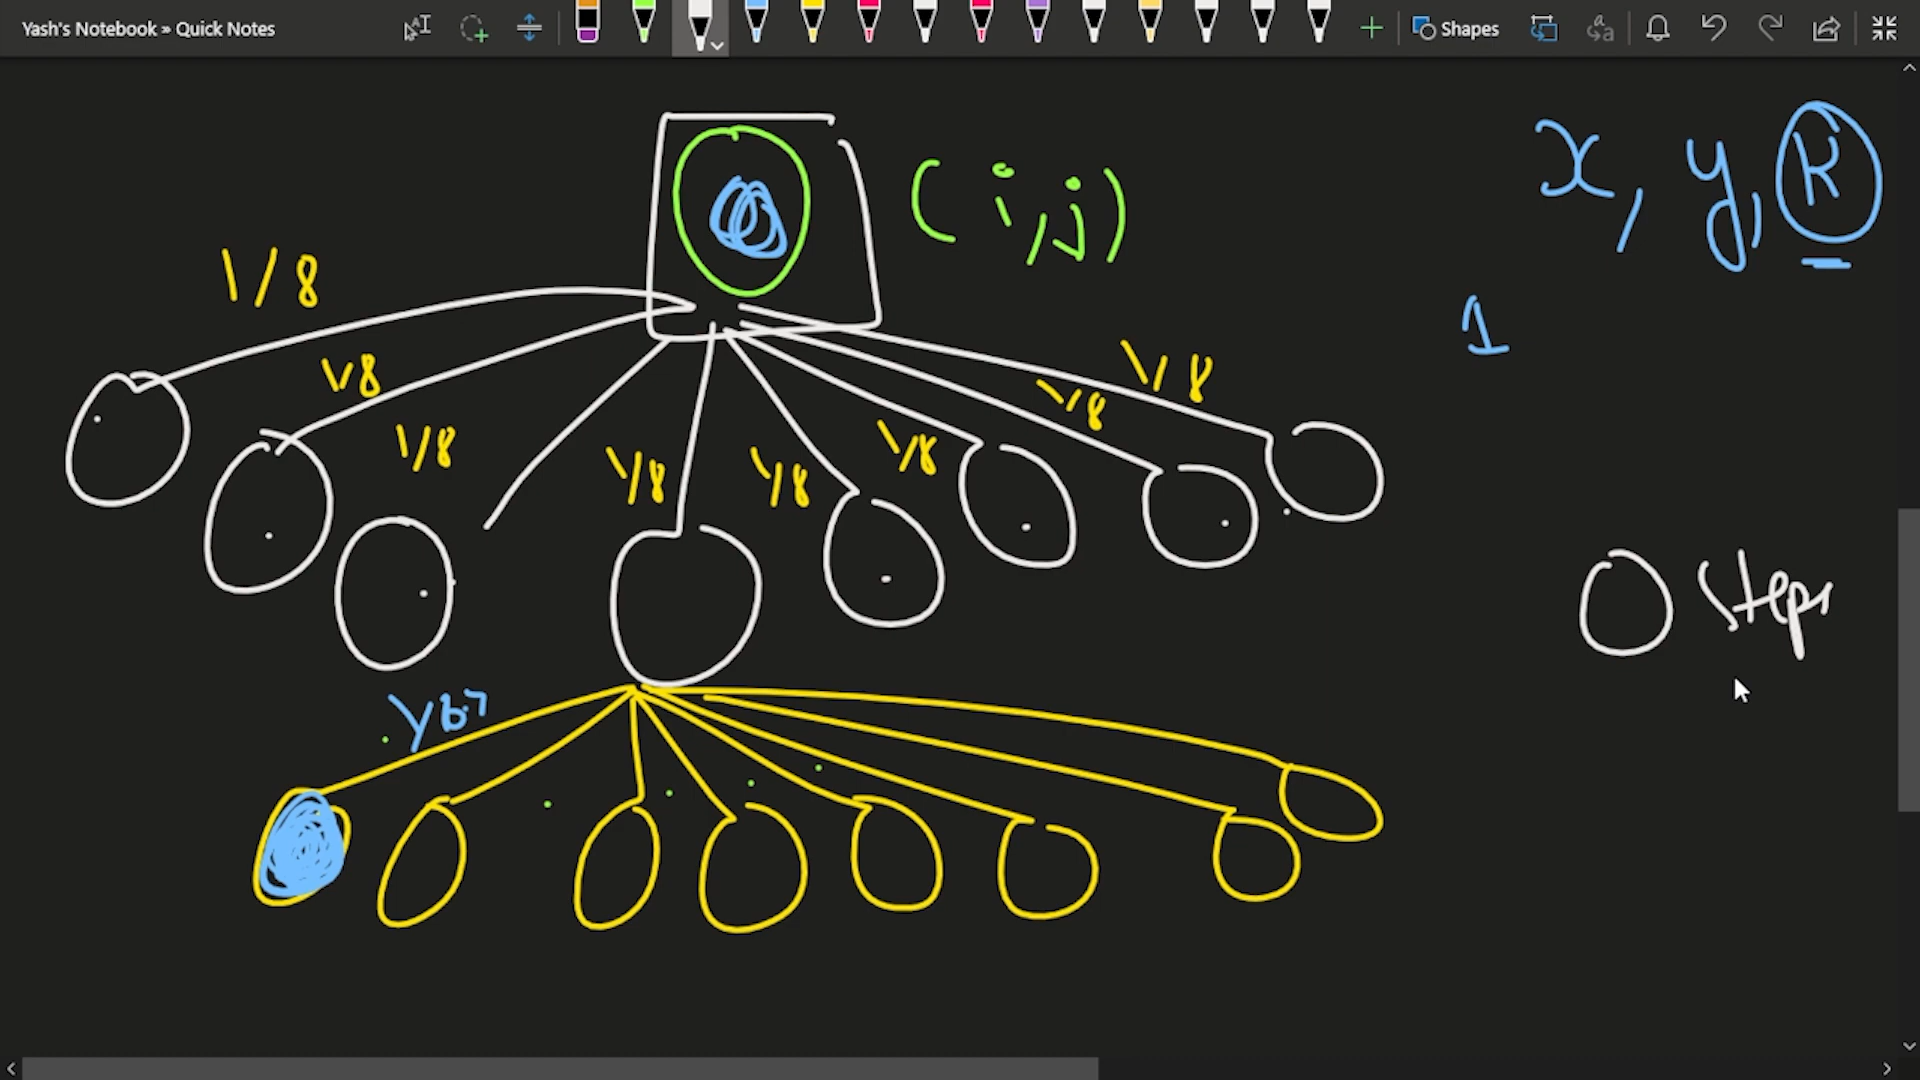 Yash's Notebook » Quick Notes
Shapes
x, y, K
(i,j)
1/8
1
1/8
1/8
1/8
1/8
1/8
1/8
1/8
0 Steps